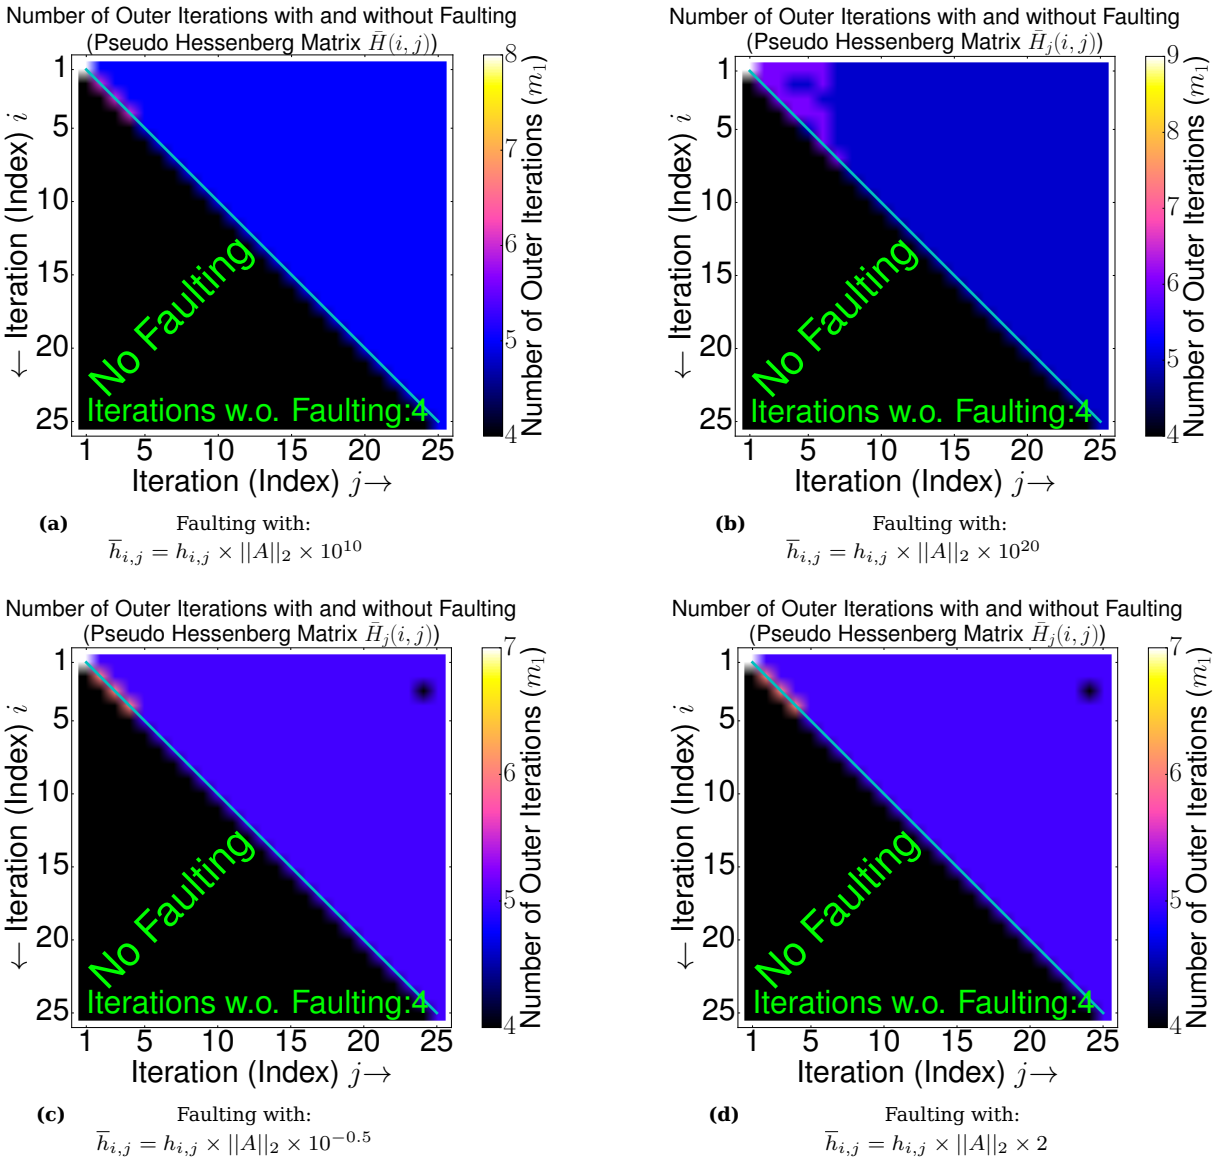 Number of Outer Iterations with and without Faulting
(Pseudo Hessenberg Matrix H̄(i, j))
1
5
10
15
20
25
← Iteration (Index) i
No Faulting
Iterations w.o. Faulting:4
1 5 10 15 20 25
Iteration (Index) j→
8
7
6
5
4
Number of Outer Iterations (m₁)
(a) Faulting with:
h̅ᵢ,ⱼ = hᵢ,ⱼ × ||A||₂ × 10¹⁰
Number of Outer Iterations with and without Faulting
(Pseudo Hessenberg Matrix H̄ⱼ(i, j))
1
5
10
15
20
25
← Iteration (Index) i
No Faulting
Iterations w.o. Faulting:4
1 5 10 15 20 25
Iteration (Index) j→
9
8
7
6
5
4
Number of Outer Iterations (m₁)
(b) Faulting with:
h̅ᵢ,ⱼ = hᵢ,ⱼ × ||A||₂ × 10²⁰
Number of Outer Iterations with and without Faulting
(Pseudo Hessenberg Matrix H̄ⱼ(i, j))
1
5
10
15
20
25
← Iteration (Index) i
No Faulting
Iterations w.o. Faulting:4
1 5 10 15 20 25
Iteration (Index) j→
7
6
5
4
Number of Outer Iterations (m₁)
(c) Faulting with:
h̅ᵢ,ⱼ = hᵢ,ⱼ × ||A||₂ × 10⁻⁰·⁵
Number of Outer Iterations with and without Faulting
(Pseudo Hessenberg Matrix H̄ⱼ(i, j))
1
5
10
15
20
25
← Iteration (Index) i
No Faulting
Iterations w.o. Faulting:4
1 5 10 15 20 25
Iteration (Index) j→
7
6
5
4
Number of Outer Iterations (m₁)
(d) Faulting with:
h̅ᵢ,ⱼ = hᵢ,ⱼ × ||A||₂ × 2